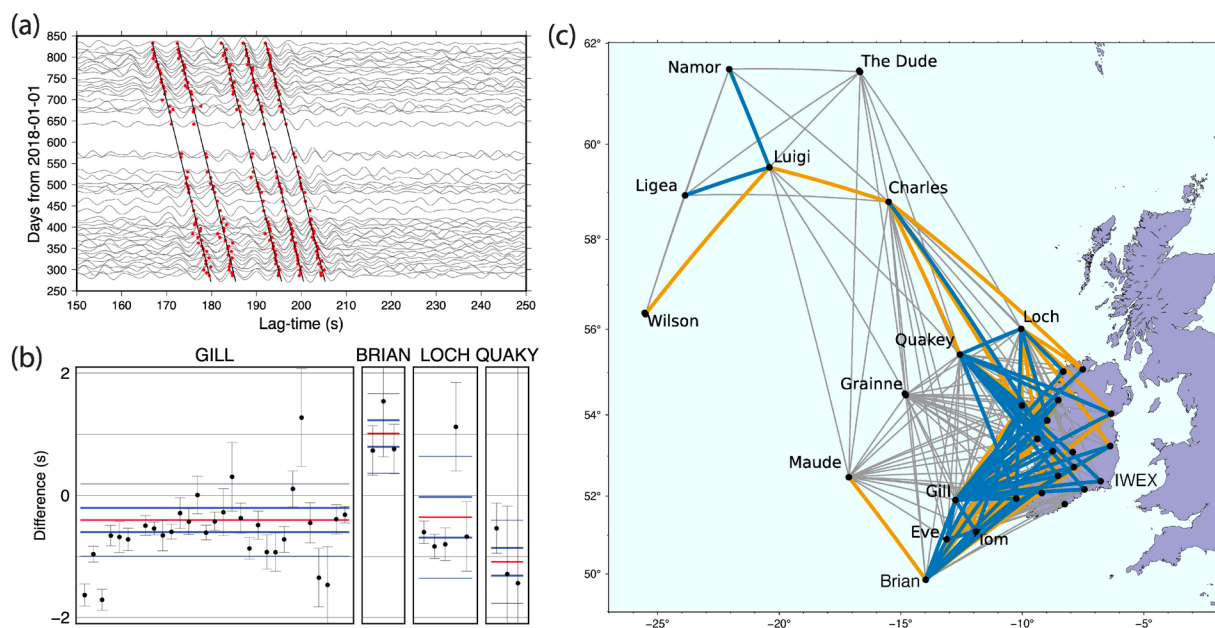 (a)
850
800
750
700
650
600
550
500
450
400
350
300
250
Days from 2018-01-01
150 160 170 180 190 200 210 220 230 240 250
Lag-time (s)
(b)
GILL BRIAN LOCH QUAKY
2
1
0
−1
−2
Difference (s)
(c)
62°
60°
58°
56°
54°
52°
50°
Namor
The Dude
Luigi
Ligea
Charles
Wilson
Loch
Quakey
Grainne
Maude
Gill
IWEX
Eve
Tom
Brian
−25° −20° −15° −10° −5°